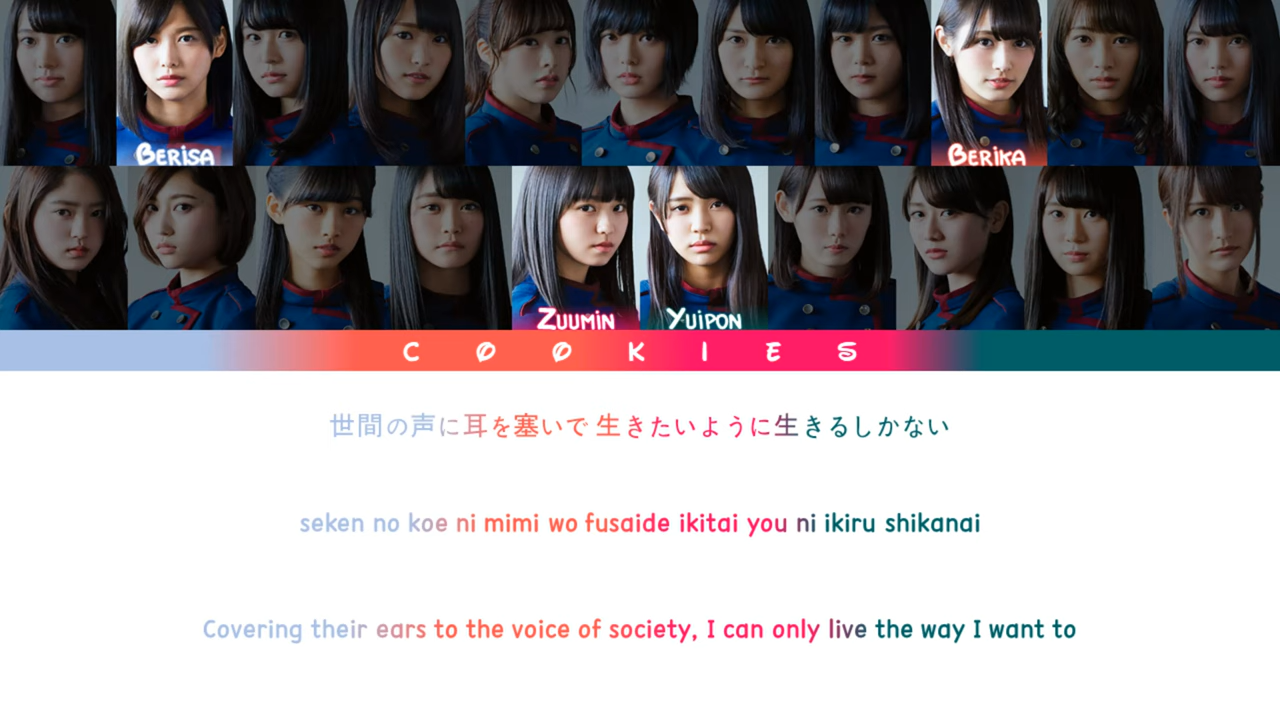 BERISA
BERIKA
ZUUMIN
YUIPON
COOKIES
世間の声に耳を塞いで 生きたいように生きるしかない
seken no koe ni mimi wo fusaide ikitai you ni ikiru shikanai
Covering their ears to the voice of society, I can only live the way I want to